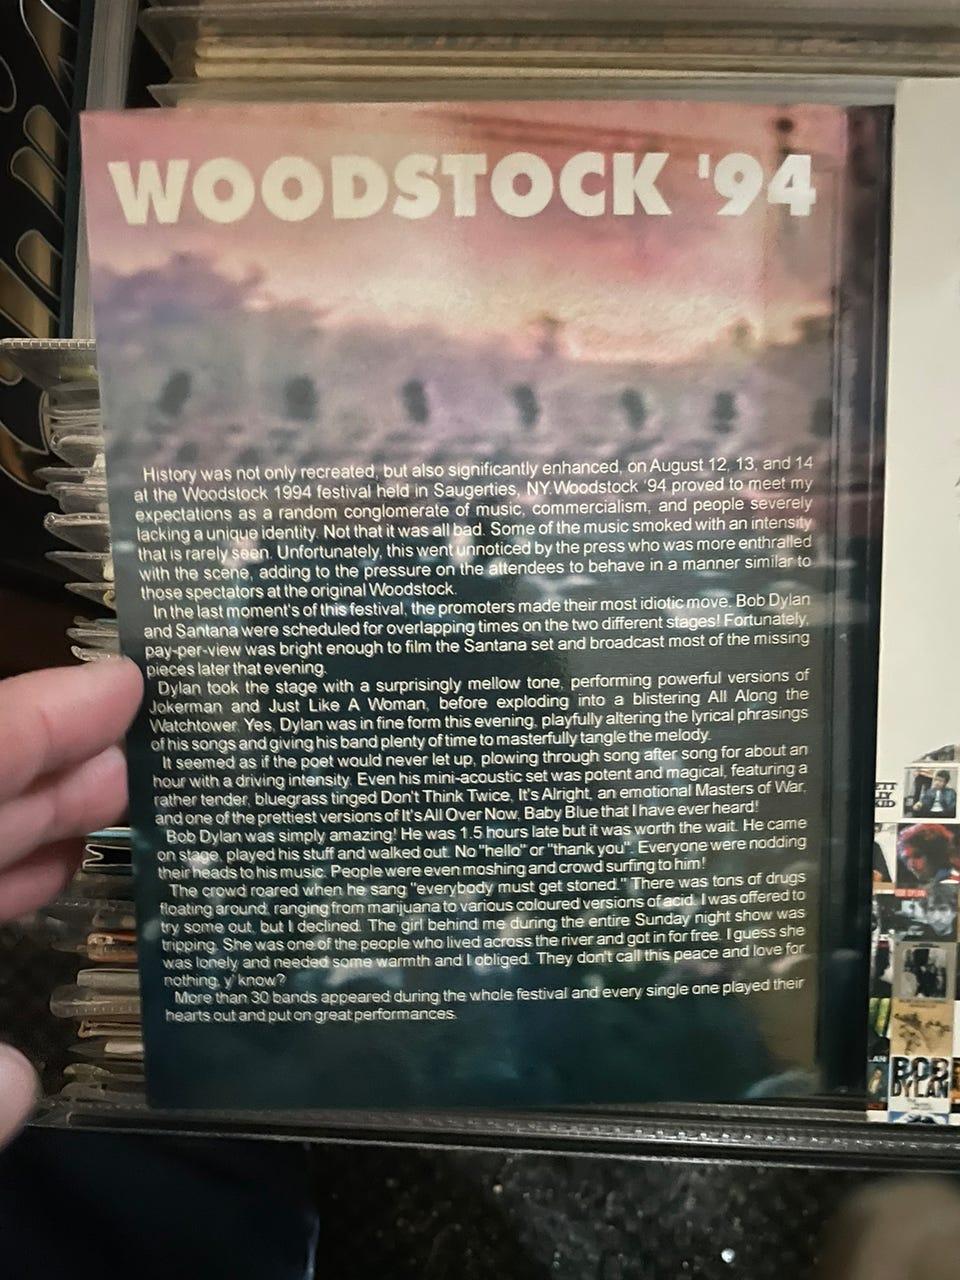 WOODSTOCK '94
History was not only recreated, but also significantly enhanced, on August 12, 13, and 14
at the Woodstock 1994 festival held in Saugerties, NY.Woodstock '94 proved to meet my
expectations as a random conglomerate of music, commercialism, and people severely
lacking a unique identity. Not that it was all bad. Some of the music smoked with an intensity
that is rarely seen. Unfortunately, this went unnoticed by the press who was more enthralled
with the scene, adding to the pressure on the attendees to behave in a manner similar to
those spectators at the original Woodstock.
In the last moment's of this festival, the promoters made their most idiotic move. Bob Dylan
and Santana were scheduled for overlapping times on the two different stages! Fortunately,
pay-per-view was bright enough to film the Santana set and broadcast most of the missing
pieces later that evening.
Dylan took the stage with a surprisingly mellow tone, performing powerful versions of
Jokerman and Just Like A Woman, before exploding into a blistering All Along the
Watchtower. Yes, Dylan was in fine form this evening, playfully altering the lyrical phrasings
of his songs and giving his band plenty of time to masterfully tangle the melody.
It seemed as if the poet would never let up, plowing through song after song for about an
hour with a driving intensity. Even his mini-acoustic set was potent and magical, featuring a
rather tender, bluegrass tinged Don't Think Twice, It's Alright, an emotional Masters of War,
and one of the prettiest versions of It's All Over Now, Baby Blue that I have ever heard!
Bob Dylan was simply amazing! He was 1.5 hours late but it was worth the wait. He came
on stage, played his stuff and walked out. No "hello" or "thank you". Everyone were nodding
their heads to his music. People were even moshing and crowd surfing to him!
The crowd roared when he sang "everybody must get stoned." There was tons of drugs
floating around, ranging from marijuana to various coloured versions of acid. I was offered to
try some out, but I declined. The girl behind me during the entire Sunday night show was
tripping. She was one of the people who lived across the river and got in for free. I guess she
was lonely and needed some warmth and I obliged. They don't call this peace and love for
nothing, y'know?
More than 30 bands appeared during the whole festival and every single one played their
hearts out and put on great performances.
BOB
DYLAN